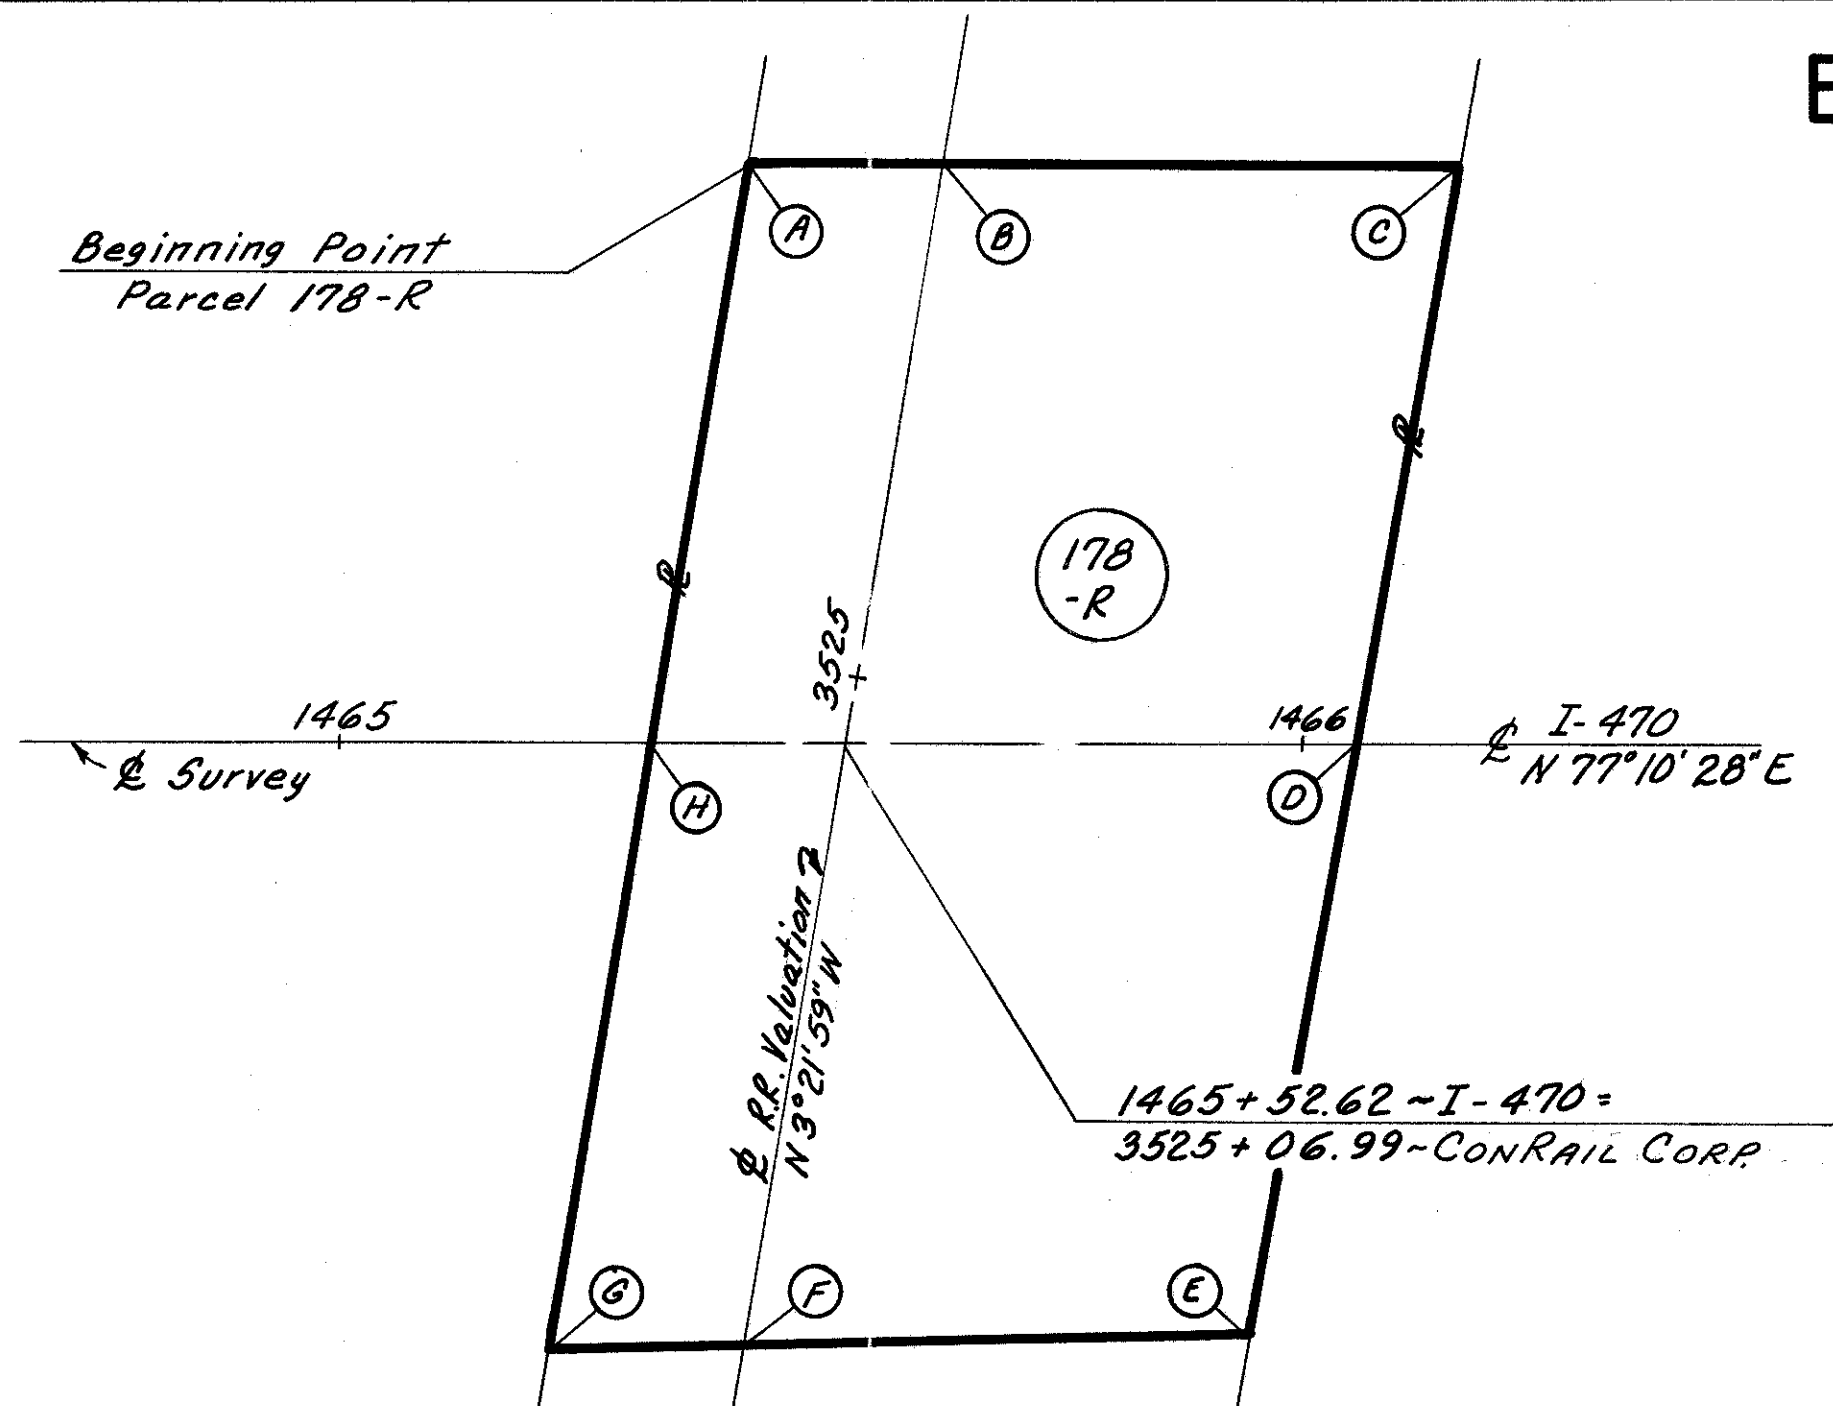 E
A
B
C
Beginning Point
Parcel 178-R
178
-R
3525
1465
1466
℄ I-470
N 77°10'28"E
℄ Survey
H
D
℄ R.R. Valuation
N 3°21'59"W
1465+52.62~I-470=
3525+06.99~CONRAIL CORP.
G
F
E